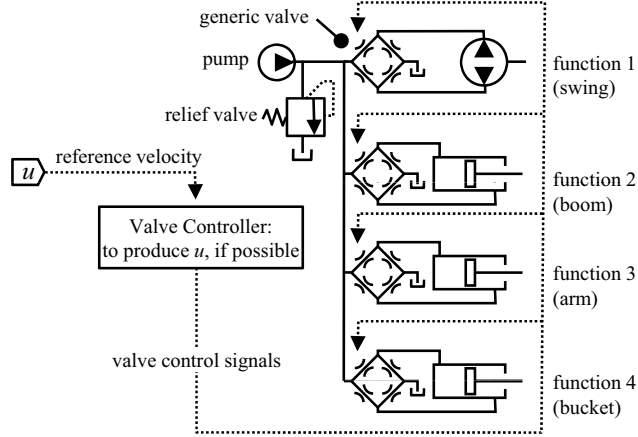 generic valve
pump
function 1
(swing)
relief valve
reference velocity
u
function 2
(boom)
Valve Controller:
to produce u, if possible
function 3
(arm)
valve control signals
function 4
(bucket)